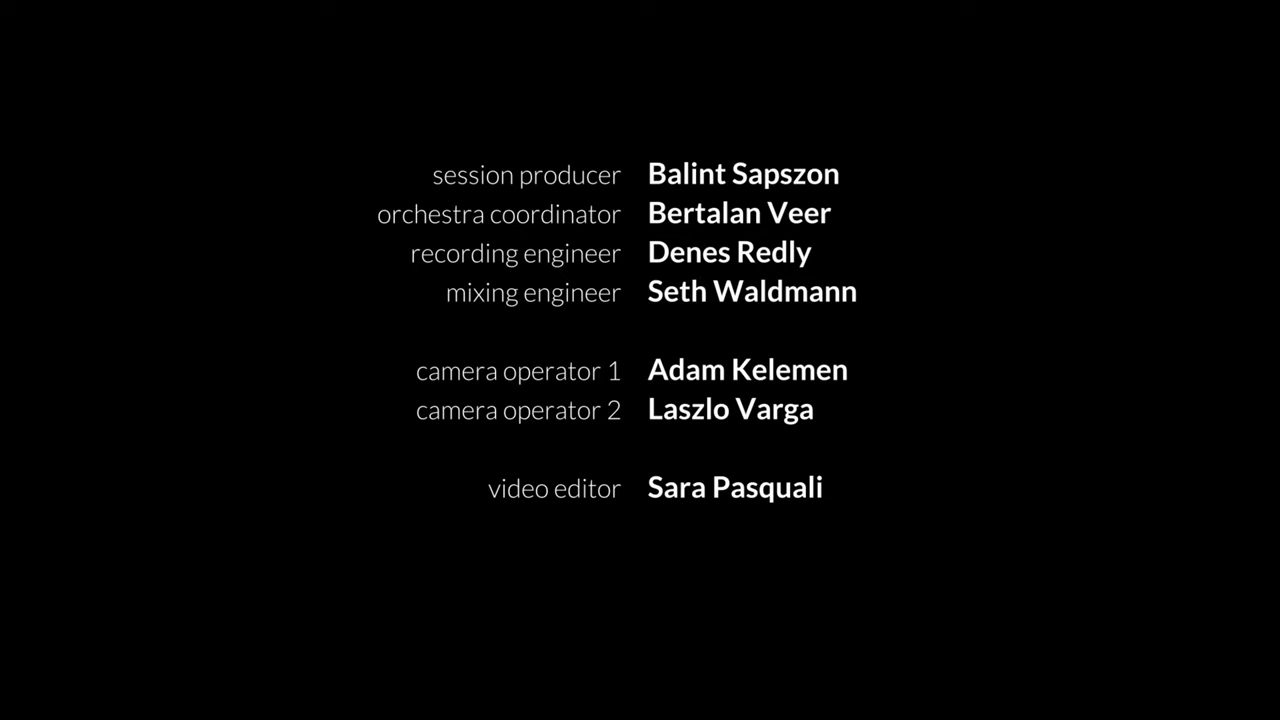 session producer Balint Sapszon
orchestra coordinator Bertalan Veer
recording engineer Denes Redly
mixing engineer Seth Waldmann
camera operator 1 Adam Kelemen
camera operator 2 Laszlo Varga
video editor Sara Pasquali